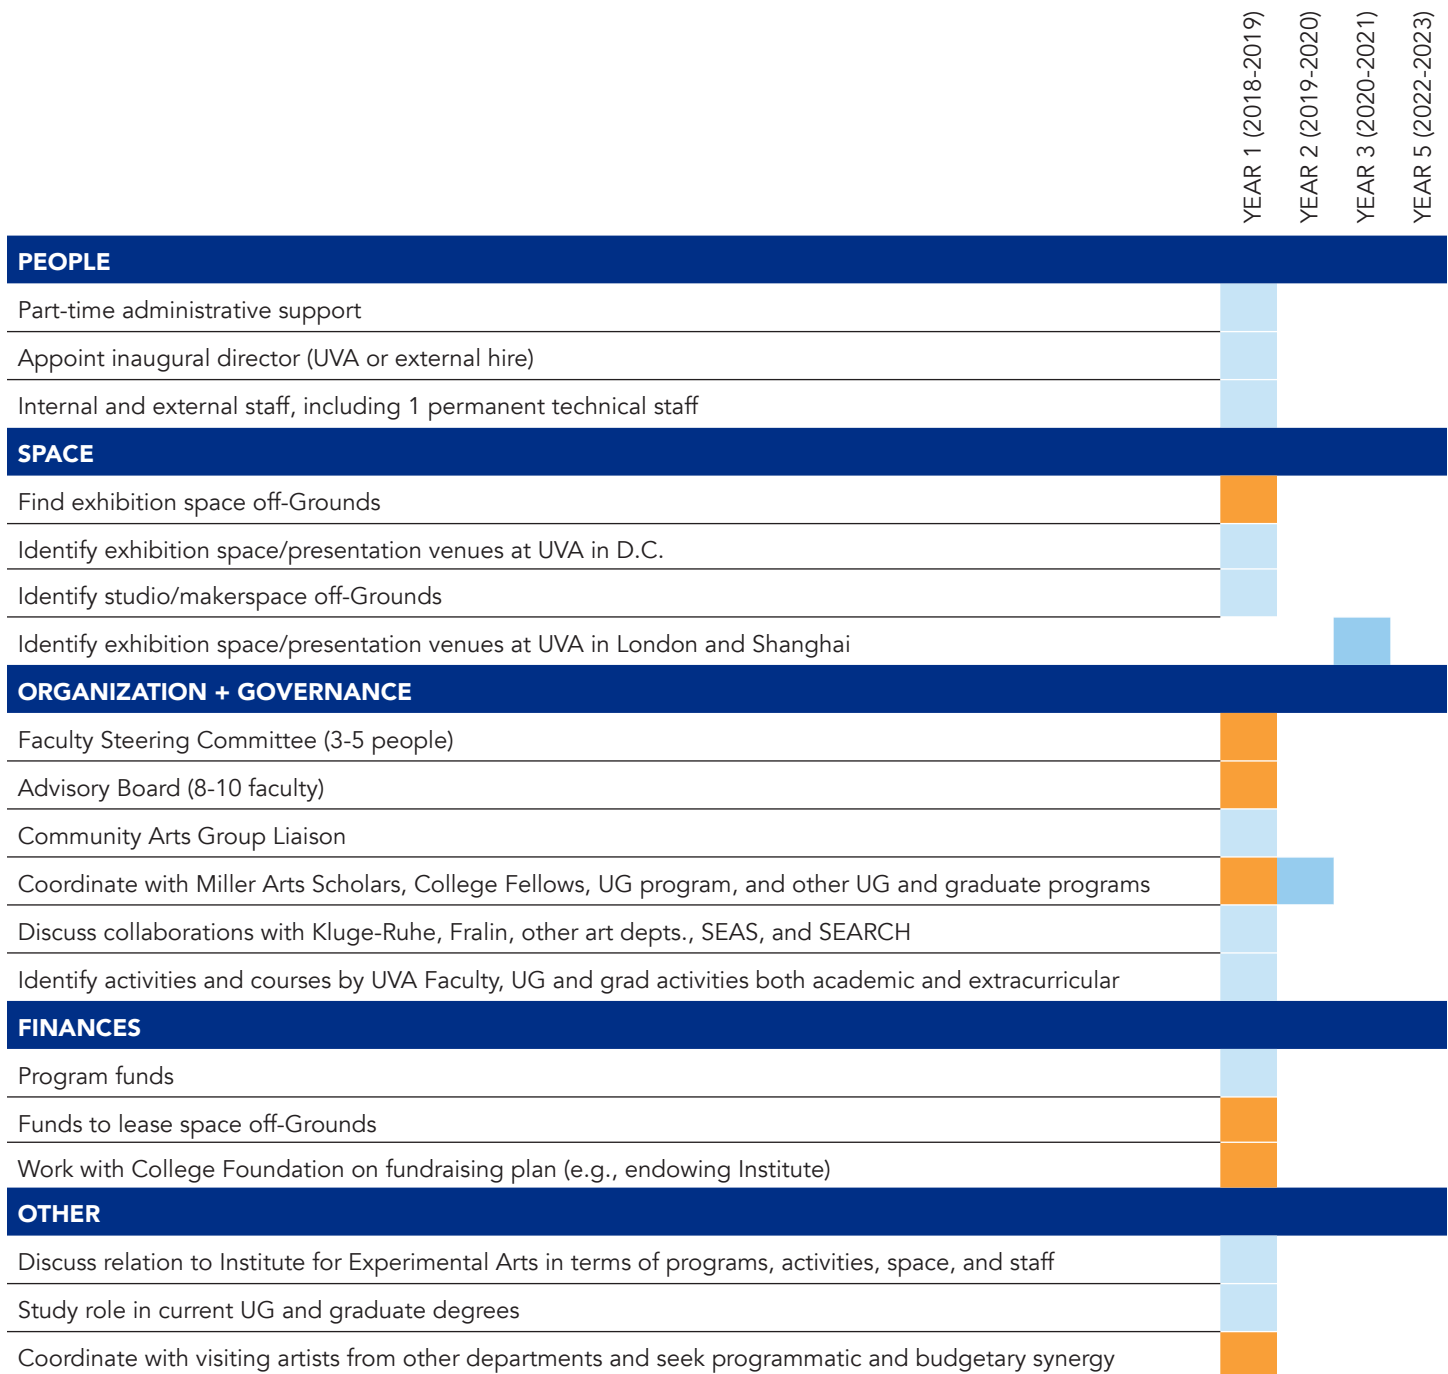 YEAR 1 (2018-2019)
YEAR 2 (2019-2020)
YEAR 3 (2020-2021)
YEAR 5 (2022-2023)
PEOPLE
Part-time administrative support
Appoint inaugural director (UVA or external hire)
Internal and external staff, including 1 permanent technical staff
SPACE
Find exhibition space off-Grounds
Identify exhibition space/presentation venues at UVA in D.C.
Identify studio/makerspace off-Grounds
Identify exhibition space/presentation venues at UVA in London and Shanghai
ORGANIZATION + GOVERNANCE
Faculty Steering Committee (3-5 people)
Advisory Board (8-10 faculty)
Community Arts Group Liaison
Coordinate with Miller Arts Scholars, College Fellows, UG program, and other UG and graduate programs
Discuss collaborations with Kluge-Ruhe, Fralin, other art depts., SEAS, and SEARCH
Identify activities and courses by UVA Faculty, UG and grad activities both academic and extracurricular
FINANCES
Program funds
Funds to lease space off-Grounds
Work with College Foundation on fundraising plan (e.g., endowing Institute)
OTHER
Discuss relation to Institute for Experimental Arts in terms of programs, activities, space, and staff
Study role in current UG and graduate degrees
Coordinate with visiting artists from other departments and seek programmatic and budgetary synergy